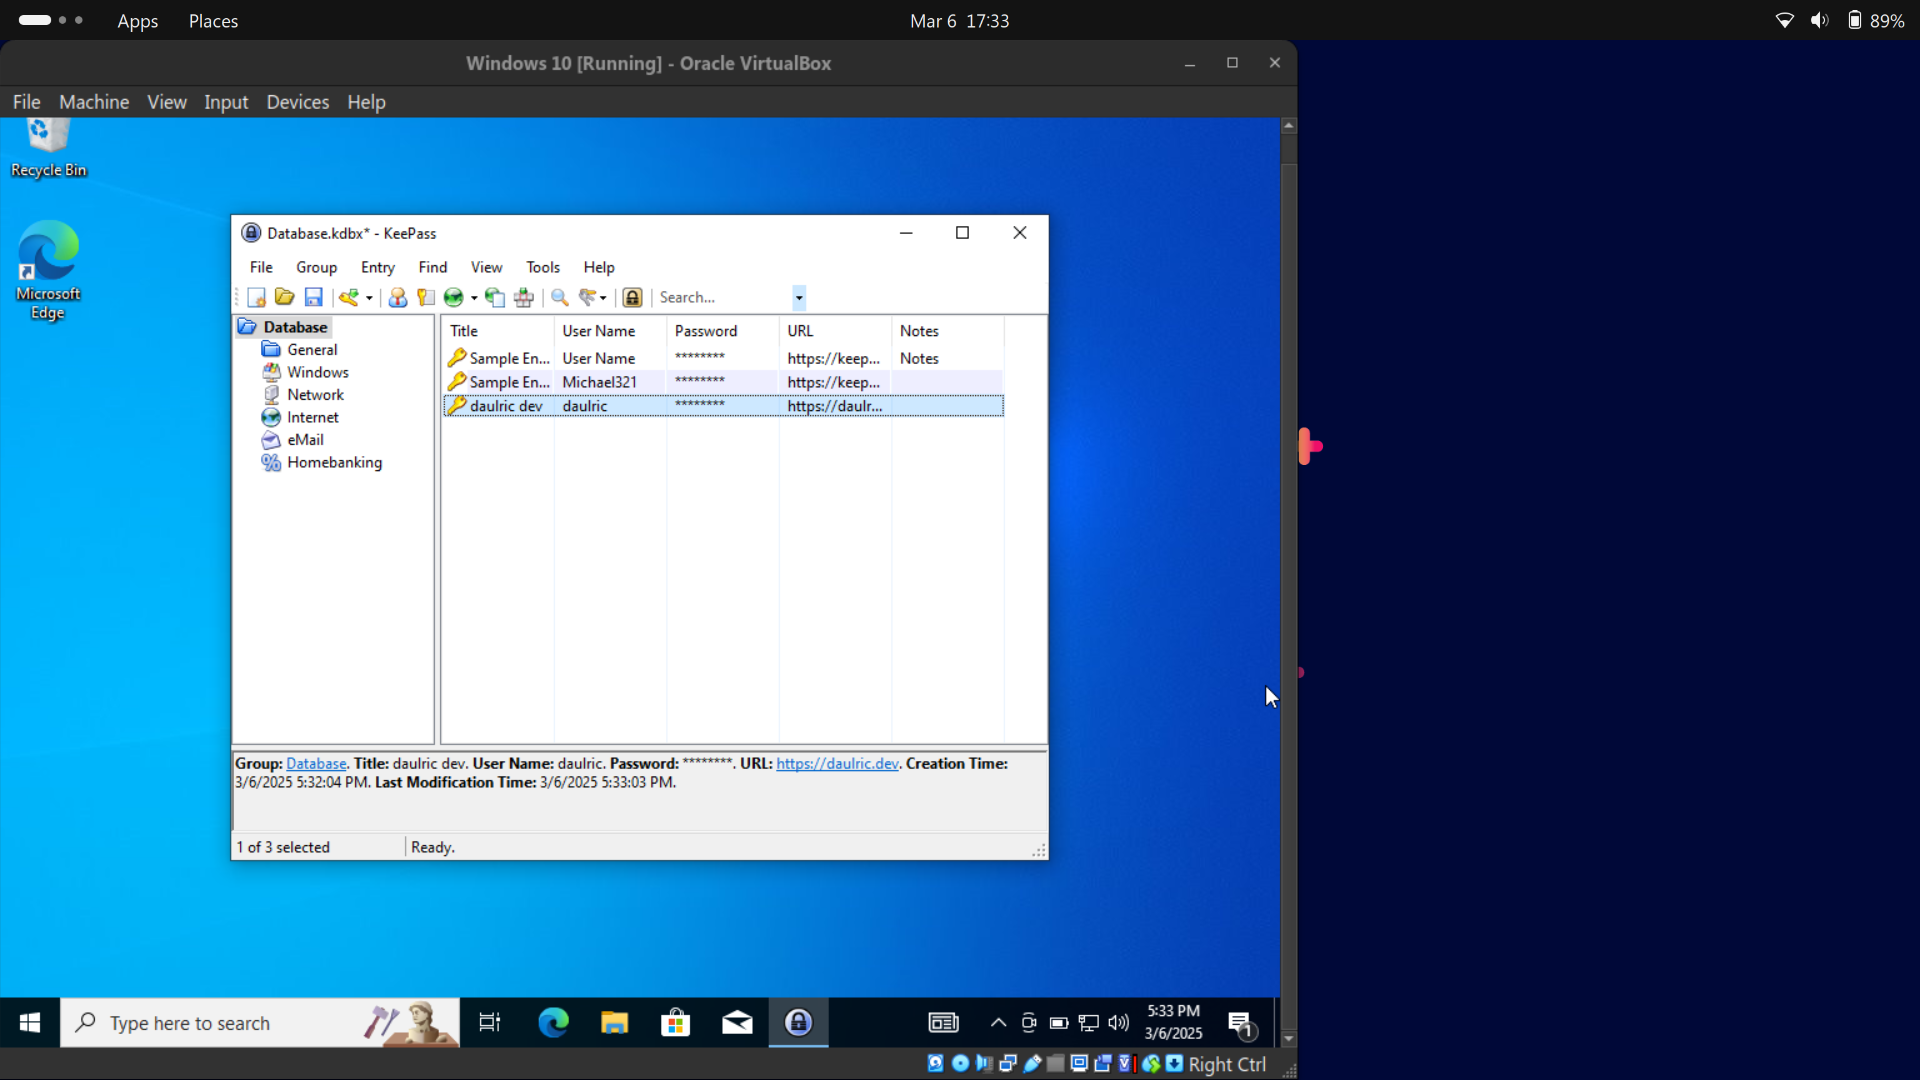 Apps Places Mar 6 17:33 89%
Windows 10 [Running] - Oracle VirtualBox
File Machine View Input Devices Help
Recycle Bin
Microsoft
Edge
Database.kdbx* - KeePass
File Group Entry Find View Tools Help
Search...
Database
General
Windows
Network
Internet
eMail
Homebanking
Title User Name Password URL Notes
Sample En... User Name ******** https://keep... Notes
Sample En... Michael321 ******** https://keep...
daulric dev daulric ******** https://daulr...
Group: Database. Title: daulric dev. User Name: daulric. Password: ********. URL: https://daulric.dev. Creation Time:
3/6/2025 5:32:04 PM. Last Modification Time: 3/6/2025 5:33:03 PM.
1 of 3 selected Ready.
Type here to search
5:33 PM
3/6/2025
1
Right Ctrl